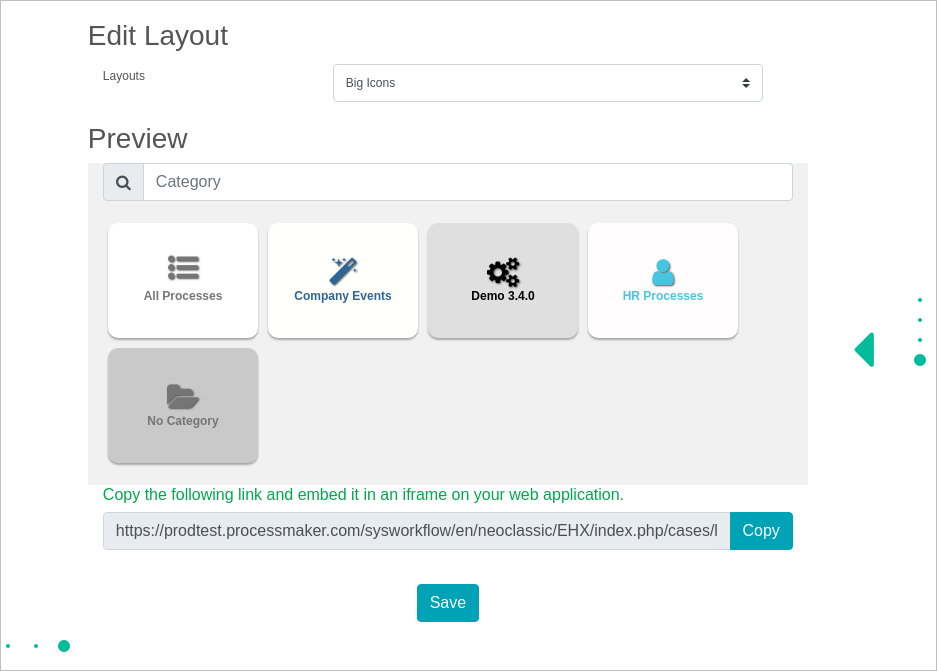 Edit Layout
Layouts
Big Icons
Preview
Category
All Processes
Company Events
Demo 3.4.0
HR Processes
No Category
Copy the following link and embed it in an iframe on your web application.
https://prodtest.processmaker.com/sysworkflow/en/neoclassic/EHX/index.php/cases/l
Copy
Save